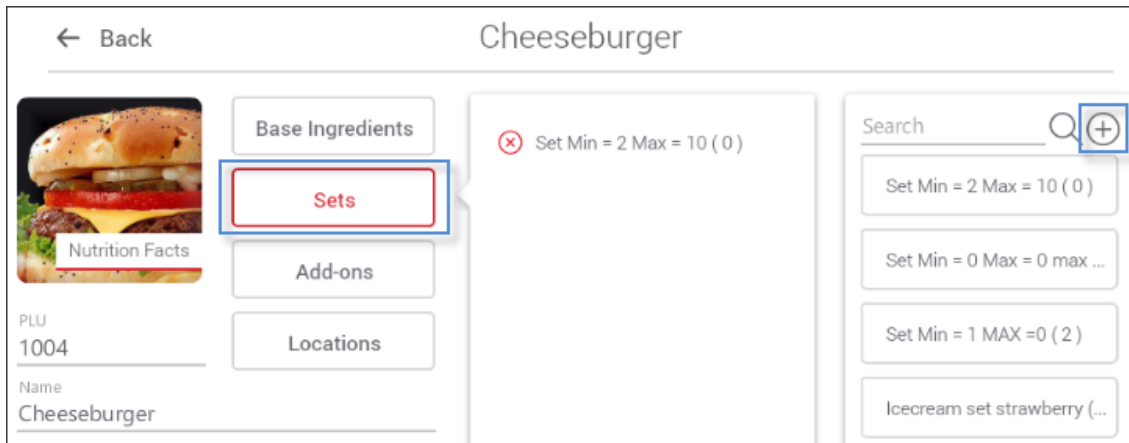 ← Back
Cheeseburger
Nutrition Facts
PLU
1004
Name
Cheeseburger
Base Ingredients
Sets
Add-ons
Locations
Set Min = 2 Max = 10 ( 0 )
Search
Set Min = 2 Max = 10 ( 0 )
Set Min = 0 Max = 0 max ...
Set Min = 1 MAX =0 ( 2 )
Icecream set strawberry (...